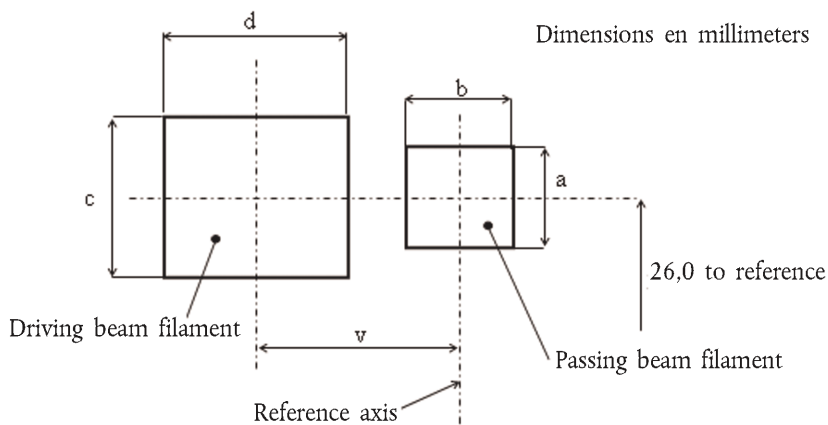 d
Dimensions en millimeters
b
a
c
26,0 to reference
Driving beam filament
v
Passing beam filament
Reference axis